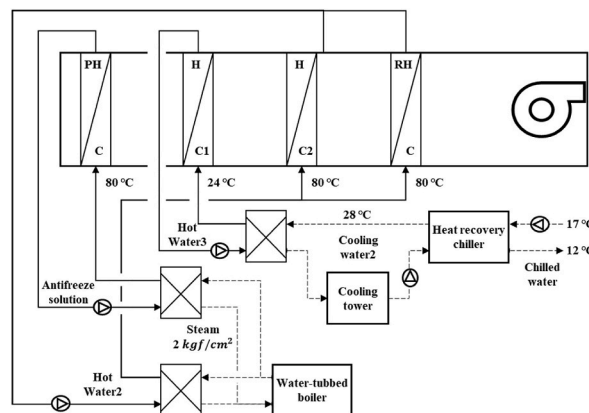 PH
H
H
RH
C
C1
C2
C
80 °C
24 °C
80 °C
80 °C
Hot
Water3
28 °C
Cooling
water2
Heat recovery
chiller
17 °C
12 °C
Chilled
water
Cooling
tower
Antifreeze
solution
Steam
2 kgf/cm²
Hot
Water2
Water-tubbed
boiler